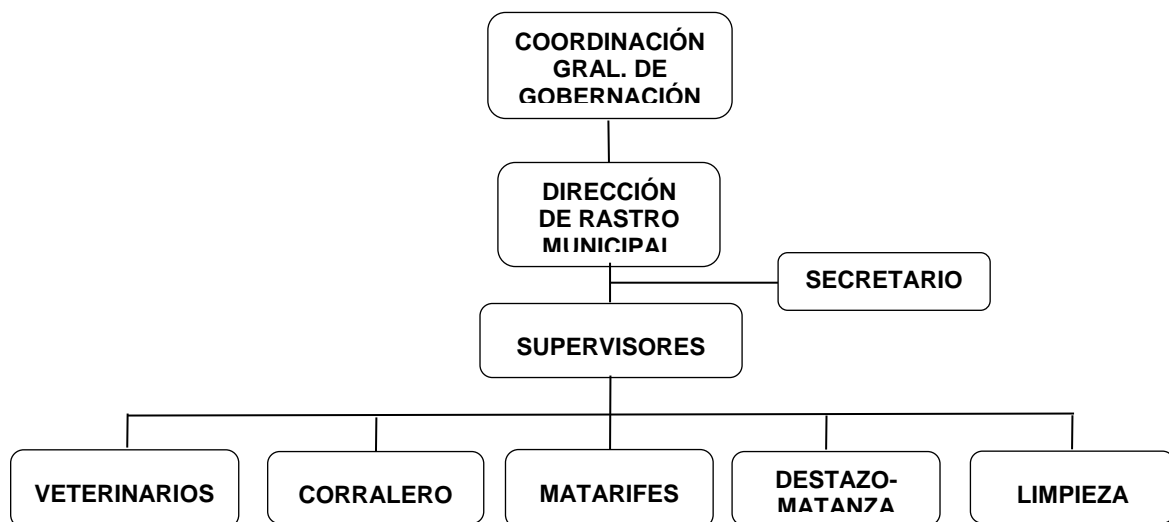 COORDINACIÓN
GRAL. DE
GOBERNACIÓN
DIRECCIÓN
DE RASTRO
MUNICIPAL
SECRETARIO
SUPERVISORES
VETERINARIOS
CORRALERO
MATARIFES
DESTAZO-
MATANZA
LIMPIEZA